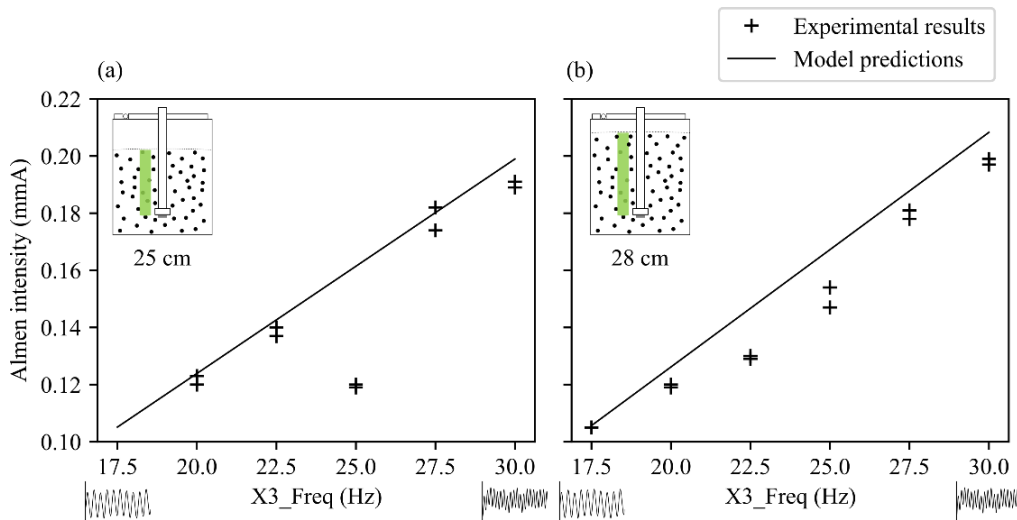 Experimental results
Model predictions
(a)
(b)
0.22
0.20
0.18
0.16
0.14
0.12
0.10
Almen intensity (mmA)
25 cm
28 cm
17.5 20.0 22.5 25.0 27.5 30.0
17.5 20.0 22.5 25.0 27.5 30.0
X3_Freq (Hz)
X3_Freq (Hz)